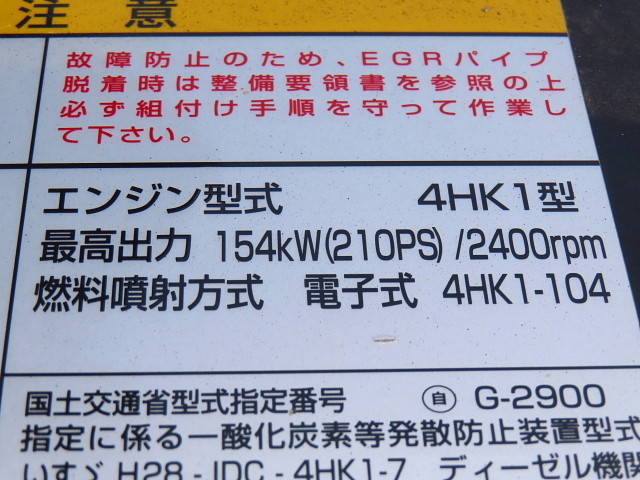 注意
故障防止のため、EGRパイプ
脱着時は整備要領書を参照の上
必ず組付け手順を守って作業し
て下さい。
エンジン型式 4HK1型
最高出力 154kW(210PS)/2400rpm
燃料噴射方式 電子式 4HK1-104
国土交通省型式指定番号 自 G-2900
指定に係る一酸化炭素等発散防止装置型式
いすゞ H28-JDC-4HK1-7 ディーゼル機関